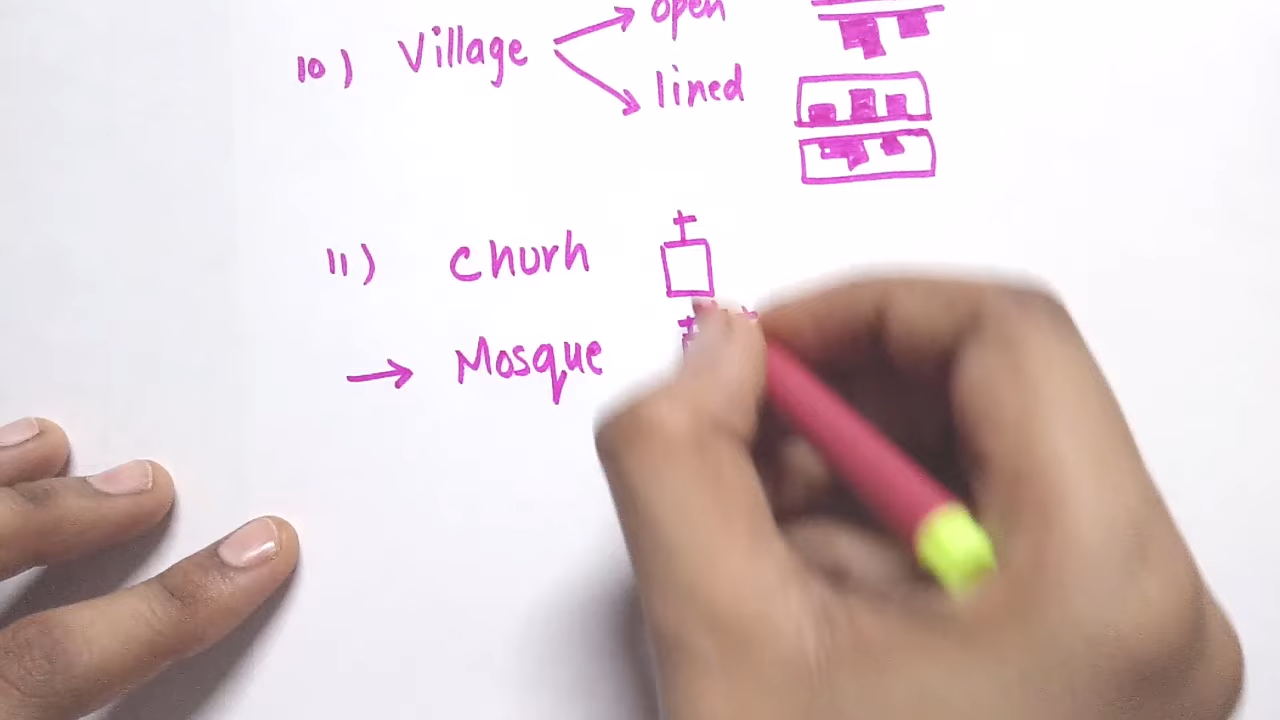 open
10) Village
lined
11) Churh
→ Mosque